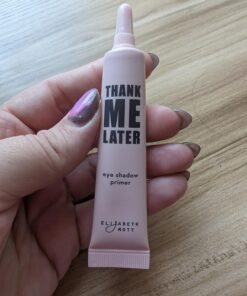 THANK
ME
LATER
eye shadow
primer
ELIZABETH
MOTT